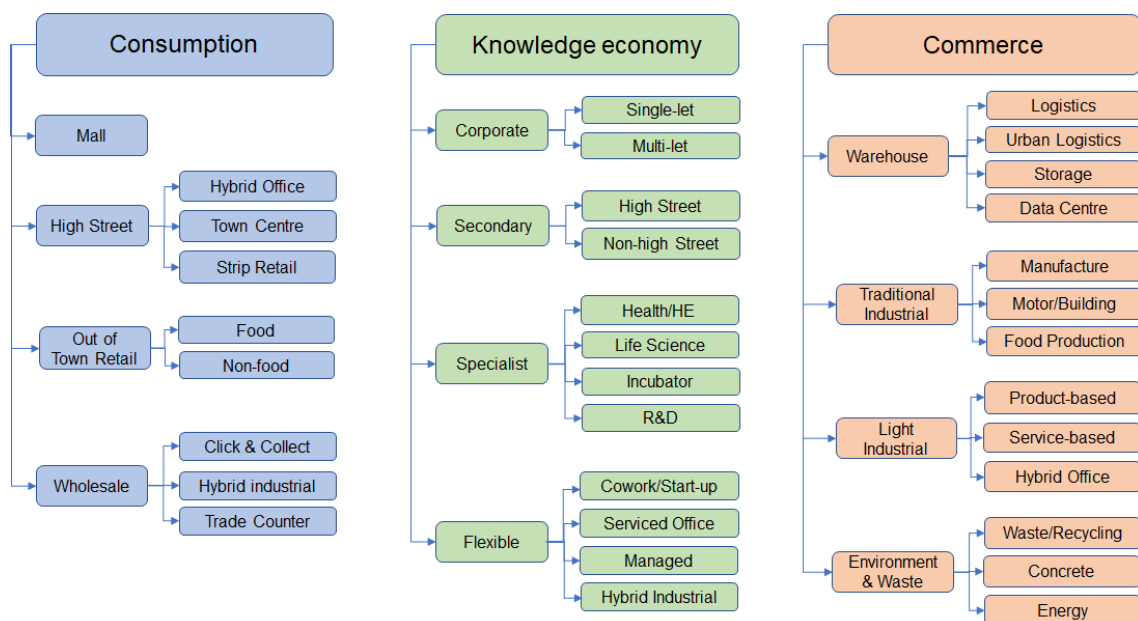 Consumption
Mall
High Street
Hybrid Office
Town Centre
Strip Retail
Out of
Town Retail
Food
Non-food
Wholesale
Click & Collect
Hybrid industrial
Trade Counter
Knowledge economy
Corporate
Single-let
Multi-let
Secondary
High Street
Non-high Street
Specialist
Health/HE
Life Science
Incubator
R&D
Flexible
Cowork/Start-up
Serviced Office
Managed
Hybrid Industrial
Commerce
Warehouse
Logistics
Urban Logistics
Storage
Data Centre
Traditional
Industrial
Manufacture
Motor/Building
Food Production
Light
Industrial
Product-based
Service-based
Hybrid Office
Environment
& Waste
Waste/Recycling
Concrete
Energy